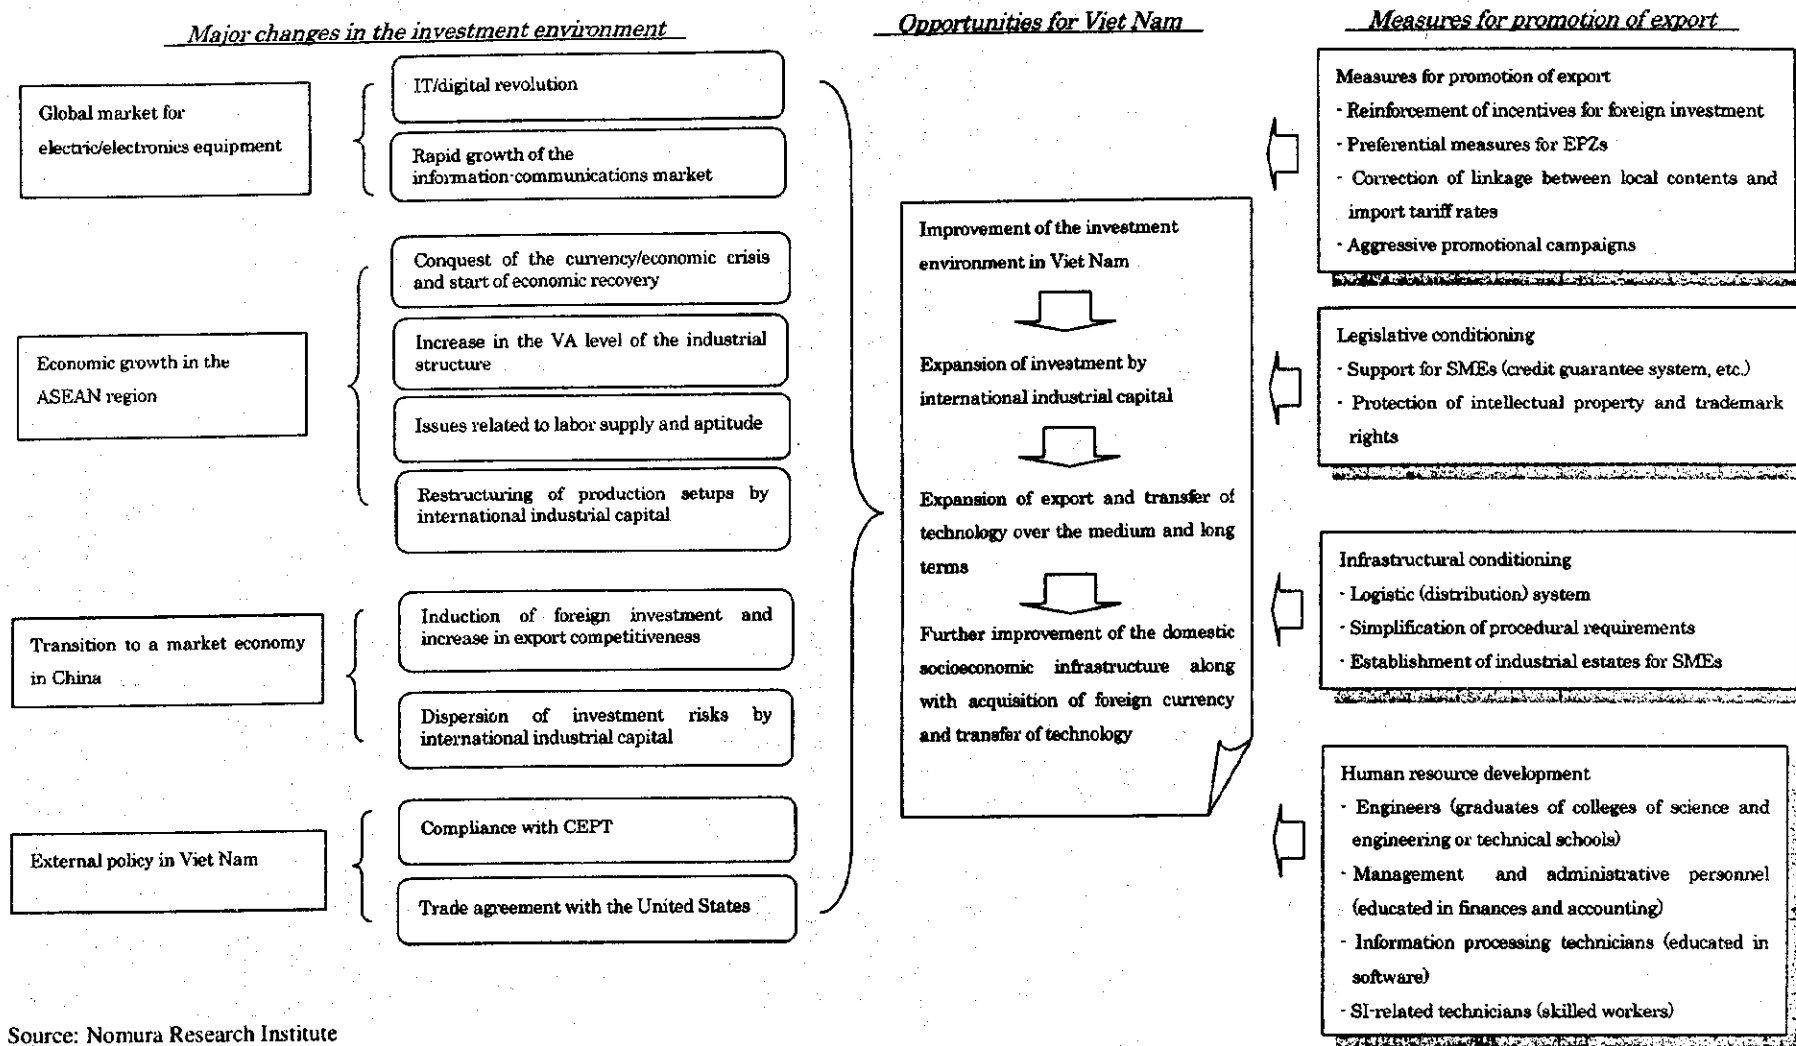 Major changes in the investment environment
Opportunities for Viet Nam
Measures for promotion of export
Global market for
electric/electronics equipment
IT/digital revolution
Rapid growth of the
information-communications market
Economic growth in the
ASEAN region
Conquest of the currency/economic crisis
and start of economic recovery
Increase in the VA level of the industrial
structure
Issues related to labor supply and aptitude
Restructuring of production setups by
international industrial capital
Transition to a market economy
in China
Induction of foreign investment and
increase in export competitiveness
Dispersion of investment risks by
international industrial capital
External policy in Viet Nam
Compliance with CEPT
Trade agreement with the United States
Improvement of the investment
environment in Viet Nam
Expansion of investment by
international industrial capital
Expansion of export and transfer of
technology over the medium and long
terms
Further improvement of the domestic
socioeconomic infrastructure along
with acquisition of foreign currency
and transfer of technology
Measures for promotion of export
- Reinforcement of incentives for foreign investment
- Preferential measures for EPZs
- Correction of linkage between local contents and
import tariff rates
- Aggressive promotional campaigns
Legislative conditioning
- Support for SMEs (credit guarantee system, etc.)
- Protection of intellectual property and trademark
rights
Infrastructural conditioning
- Logistic (distribution) system
- Simplification of procedural requirements
- Establishment of industrial estates for SMEs
Human resource development
- Engineers (graduates of colleges of science and
engineering or technical schools)
- Management and administrative personnel
(educated in finances and accounting)
- Information processing technicians (educated in
software)
- SI-related technicians (skilled workers)
Source: Nomura Research Institute